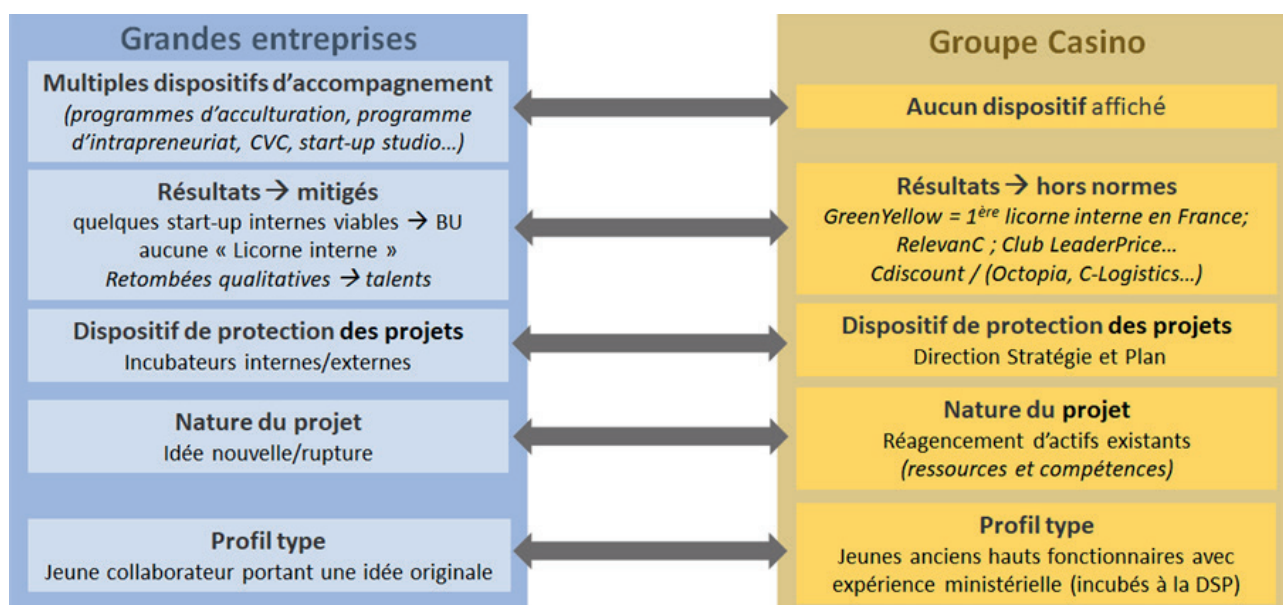 Grandes entreprises
Multiples dispositifs d'accompagnement
(programmes d'acculturation, programme
d'intrapreneuriat, CVC, start-up studio...)
Résultats → mitigés
quelques start-up internes viables → BU
aucune « Licorne interne »
Retombées qualitatives → talents
Dispositif de protection des projets
Incubateurs internes/externes
Nature du projet
Idée nouvelle/rupture
Profil type
Jeune collaborateur portant une idée originale
Groupe Casino
Aucun dispositif affiché
Résultats → hors normes
GreenYellow = 1ère licorne interne en France;
RelevanC ; Club LeaderPrice...
Cdiscount / (Octopia, C-Logistics...)
Dispositif de protection des projets
Direction Stratégie et Plan
Nature du projet
Réagencement d'actifs existants
(ressources et compétences)
Profil type
Jeunes anciens hauts fonctionnaires avec
expérience ministérielle (incubés à la DSP)